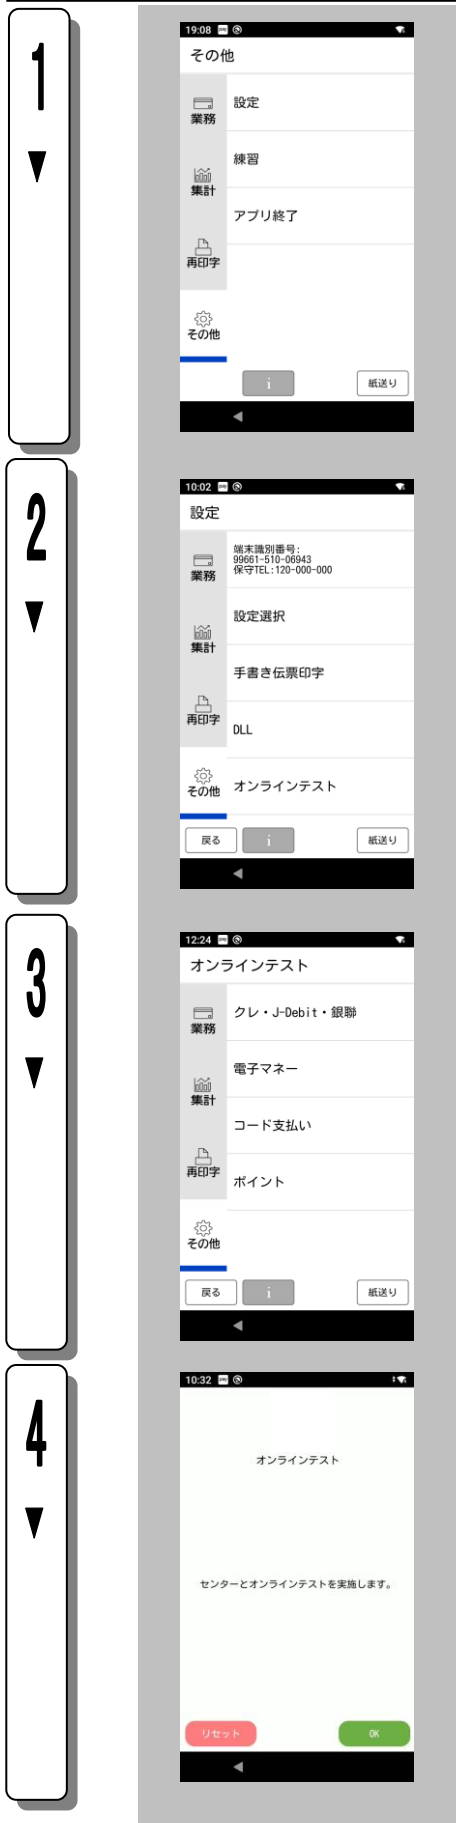 1
▼
19:08
その他
業務
設定
練習
集計
アプリ終了
再印字
その他
i
紙送り
2
▼
10:02
設定
端末識別番号:
99661-510-06943
保守TEL:120-000-000
業務
設定選択
集計
手書き伝票印字
再印字
DLL
その他
オンラインテスト
戻る
i
紙送り
3
▼
12:24
オンラインテスト
クレ・J-Debit・銀聯
業務
電子マネー
集計
コード支払い
再印字
ポイント
その他
戻る
i
紙送り
4
▼
10:32
オンラインテスト
センターとオンラインテストを実施します。
リセット
OK